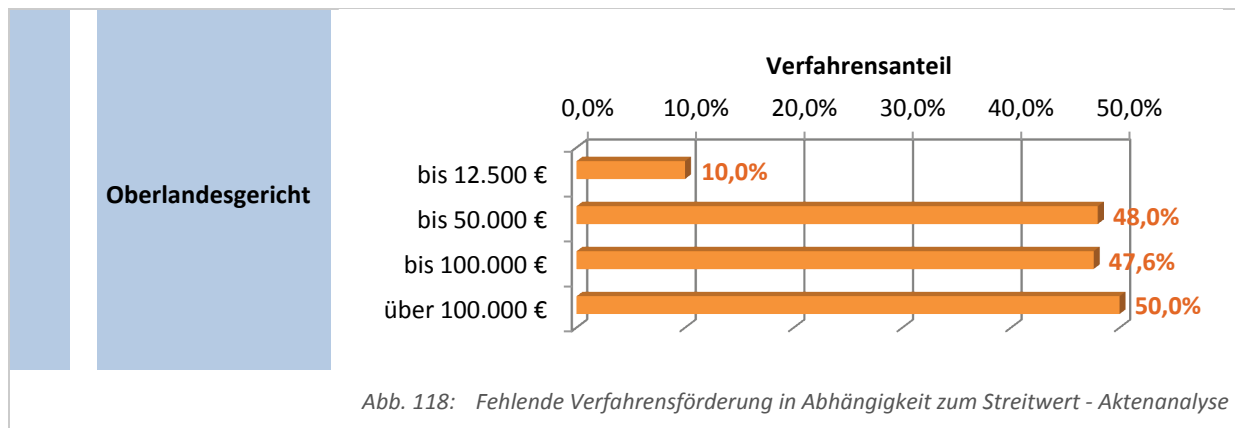 Verfahrensanteil
0,0% 10,0% 20,0% 30,0% 40,0% 50,0%
Oberlandesgericht
bis 12.500 € 10,0%
bis 50.000 € 48,0%
bis 100.000 € 47,6%
über 100.000 € 50,0%
Abb. 118: Fehlende Verfahrensförderung in Abhängigkeit zum Streitwert - Aktenanalyse